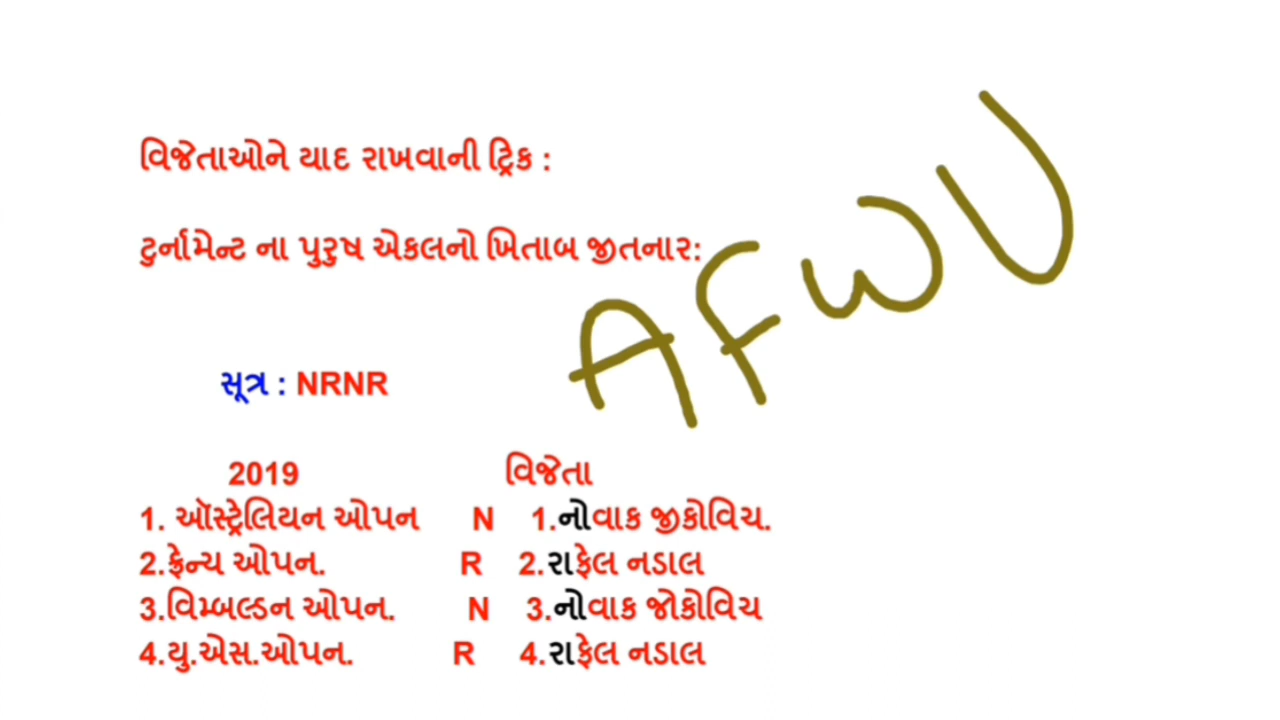 વિજેતાઓને યાદ રાખવાની ટ્રિક :
ટુર્નામેન્ટ ના પુરુષ એકલનો ખિતાબ જીતનાર:
AFWU
સૂત્ર : NRNR
2019 વિજેતા
1. ઑસ્ટ્રેલિયન ઓપન N 1.નોવાક જીકોવિચ.
2.ફ્રેન્ચ ઓપન. R 2.રાફેલ નડાલ
3.વિમ્બલ્ડન ઓપન. N 3.નોવાક જોકોવિચ
4.યુ.એસ.ઓપન. R 4.રાફેલ નડાલ